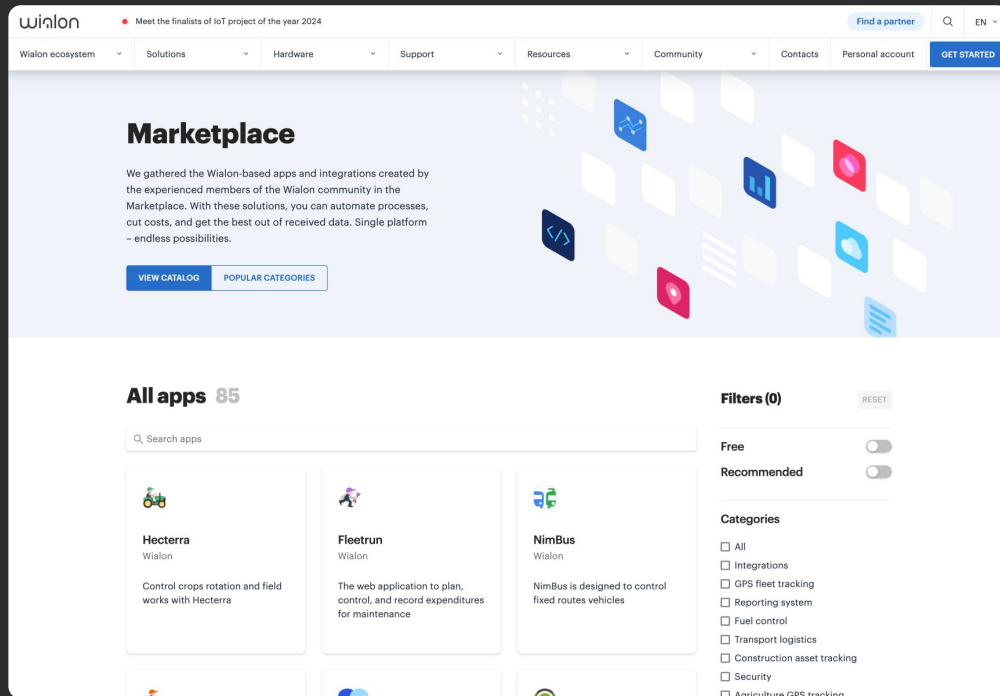 wialon
Meet the finalists of IoT project of the year 2024
Find a partner
EN
Wialon ecosystem
Solutions
Hardware
Support
Resources
Community
Contacts
Personal account
GET STARTED
Marketplace
We gathered the Wialon-based apps and integrations created by
the experienced members of the Wialon community in the
Marketplace. With these solutions, you can automate processes,
cut costs, and get the best out of received data. Single platform
– endless possibilities.
VIEW CATALOG
POPULAR CATEGORIES
All apps 85
Search apps
Hecterra
Wialon
Control crops rotation and field
works with Hecterra
Fleetrun
Wialon
The web application to plan,
control, and record expenditures
for maintenance
NimBus
Wialon
NimBus is designed to control
fixed routes vehicles
Filters (0)
RESET
Free
Recommended
Categories
All
Integrations
GPS fleet tracking
Reporting system
Fuel control
Transport logistics
Construction asset tracking
Security
Agriculture GPS tracking